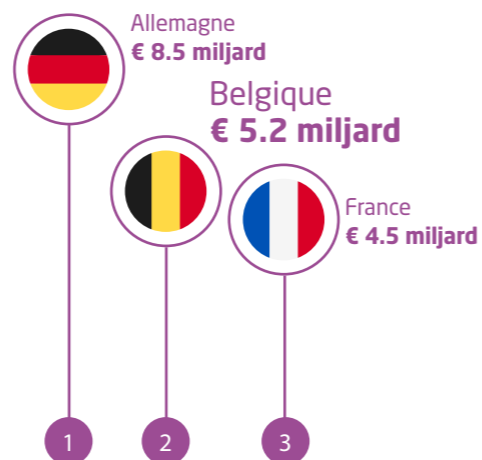 Allemagne
€ 8.5 miljard
Belgique
€ 5.2 miljard
France
€ 4.5 miljard
1
2
3